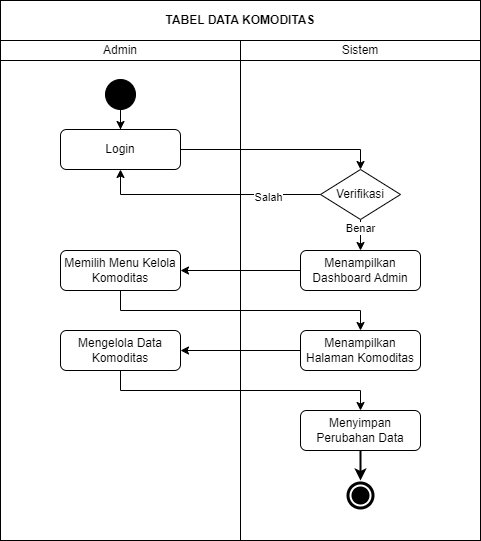 TABEL DATA KOMODITAS
Admin
Sistem
Login
Verifikasi
Salah
Benar
Memilih Menu Kelola
Komoditas
Menampilkan
Dashboard Admin
Mengelola Data
Komoditas
Menampilkan
Halaman Komoditas
Menyimpan
Perubahan Data